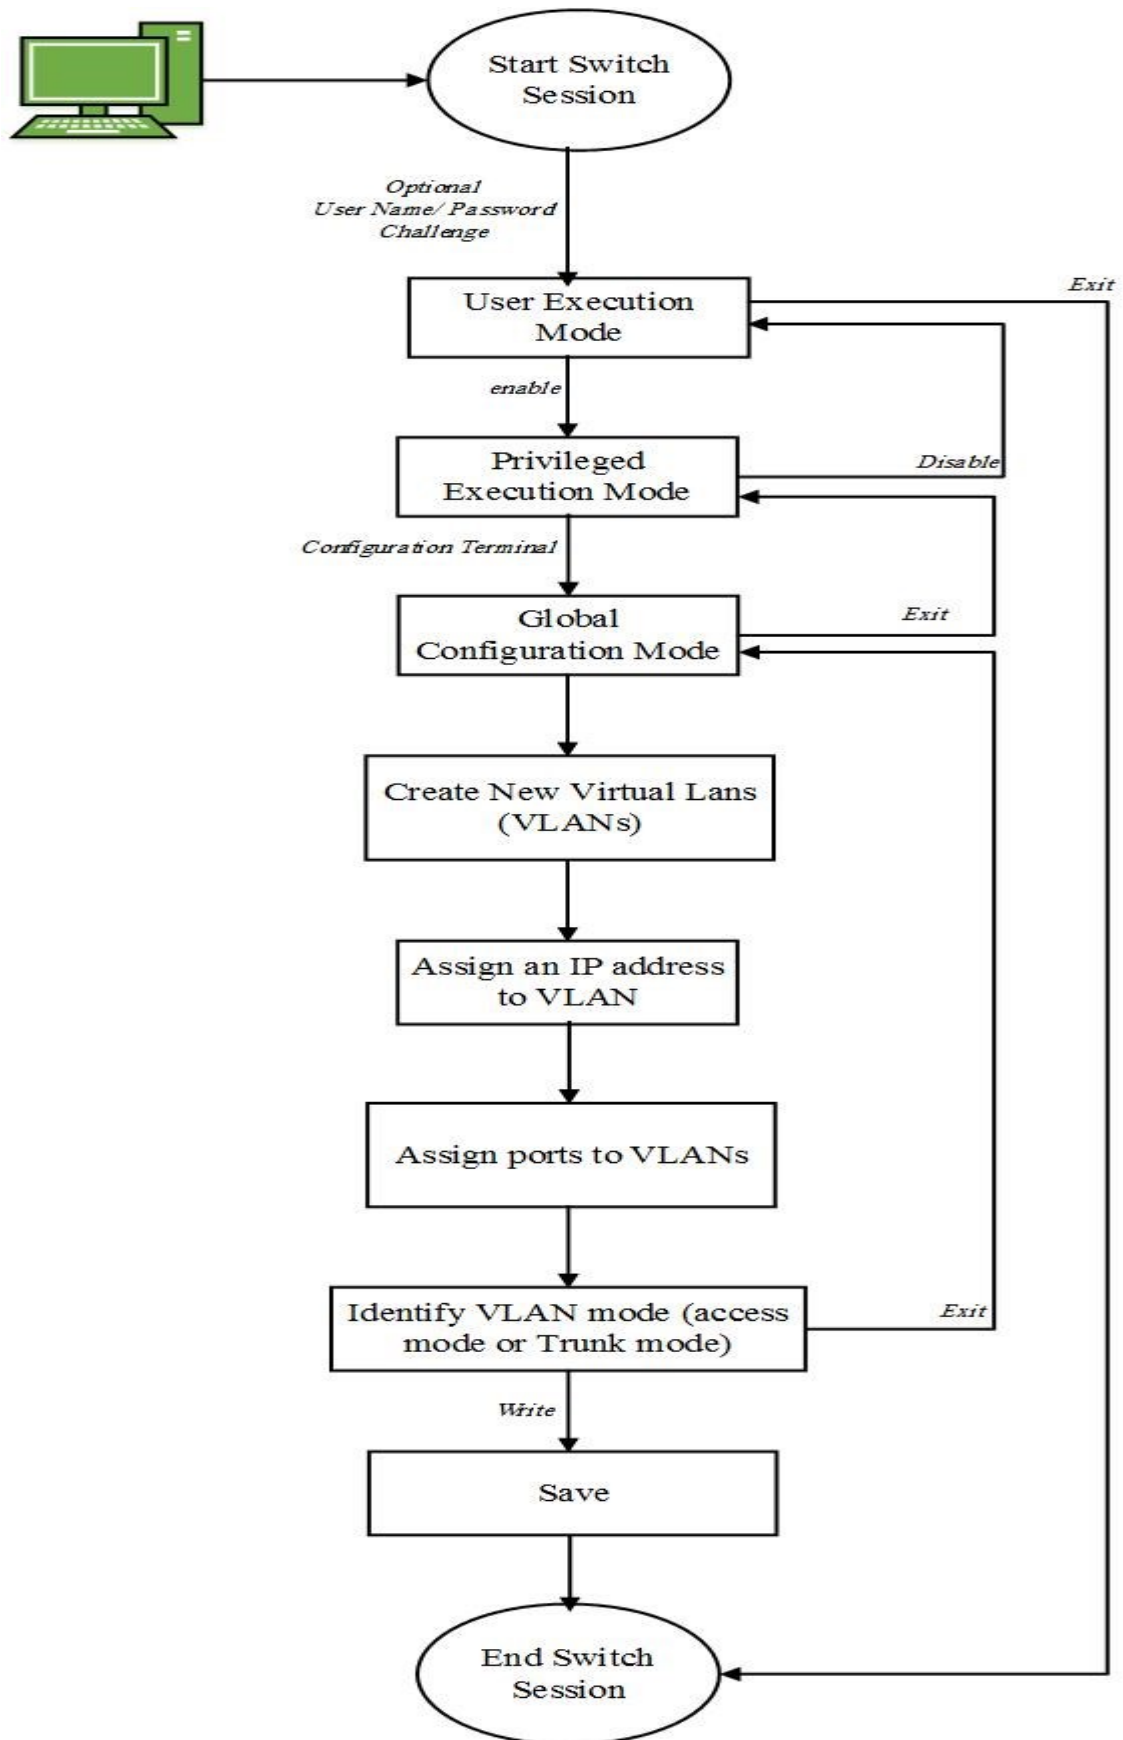 Start Switch
Session
Optional
User Name/ Password
Challenge
Exit
User Execution
Mode
enable
Disable
Privileged
Execution Mode
Configuration Terminal
Exit
Global
Configuration Mode
Create New Virtual Lans
(VLANs)
Assign an IP address
to VLAN
Assign ports to VLANs
Exit
Identify VLAN mode (access
mode or Trunk mode)
Write
Save
End Switch
Session